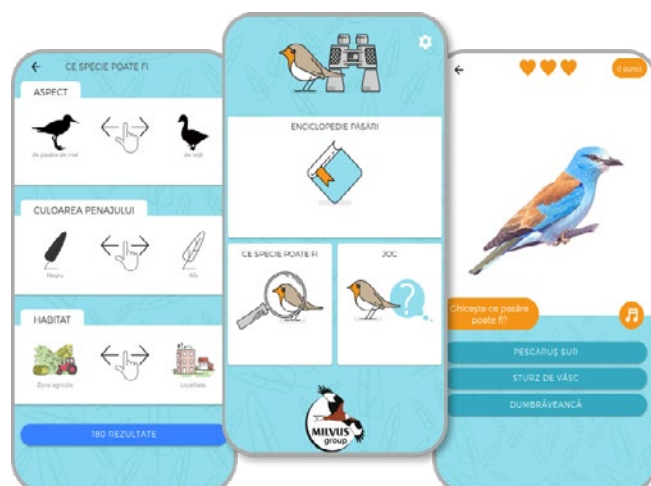 CE SPECIE POATE FI
ASPECT
de pasăre de mal
de rață
CULOAREA PENAJULUI
Negru
Alb
HABITAT
Zone agricole
Localitate
180 REZULTATE
ENCICLOPEDIE PĂSĂRI
CE SPECIE POATE FI
JOC
?
MILVUS
group
0 punct
Ghicește ce pasăre
poate fi?
PESCĂRUȘ SUR
STURZ DE VÂSC
DUMBRĂVEANCĂ